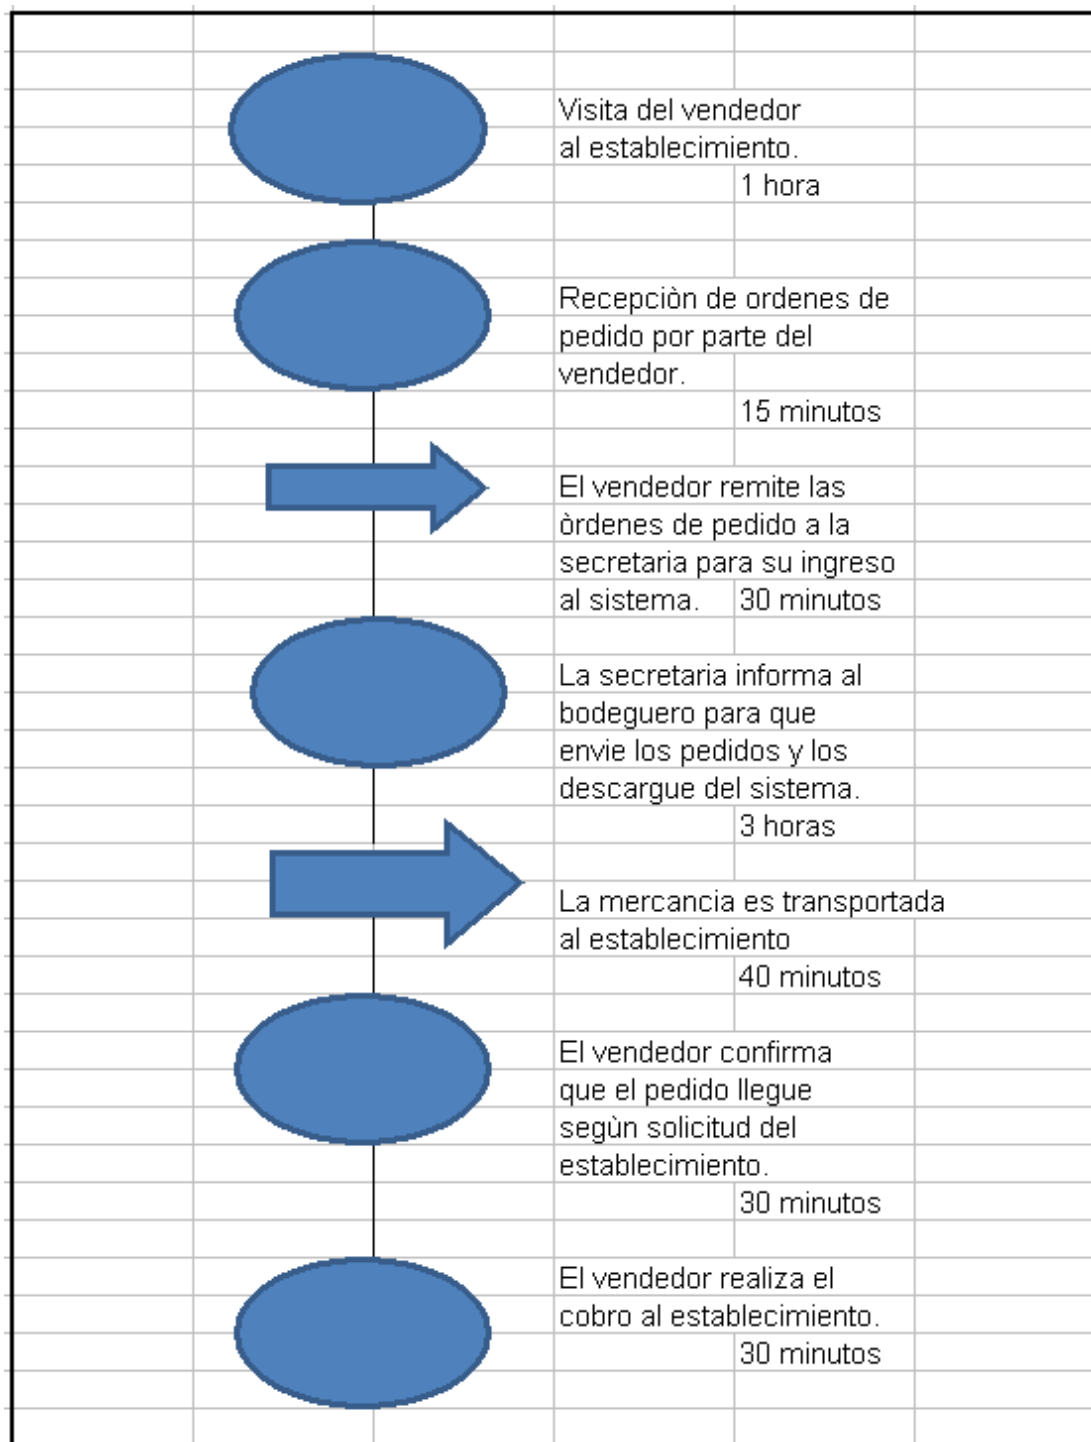 Visita del vendedor
al establecimiento.
1 hora
Recepciòn de ordenes de
pedido por parte del
vendedor.
15 minutos
El vendedor remite las
òrdenes de pedido a la
secretaria para su ingreso
al sistema. 30 minutos
La secretaria informa al
bodeguero para que
envie los pedidos y los
descargue del sistema.
3 horas
La mercancia es transportada
al establecimiento
40 minutos
El vendedor confirma
que el pedido llegue
segùn solicitud del
establecimiento.
30 minutos
El vendedor realiza el
cobro al establecimiento.
30 minutos